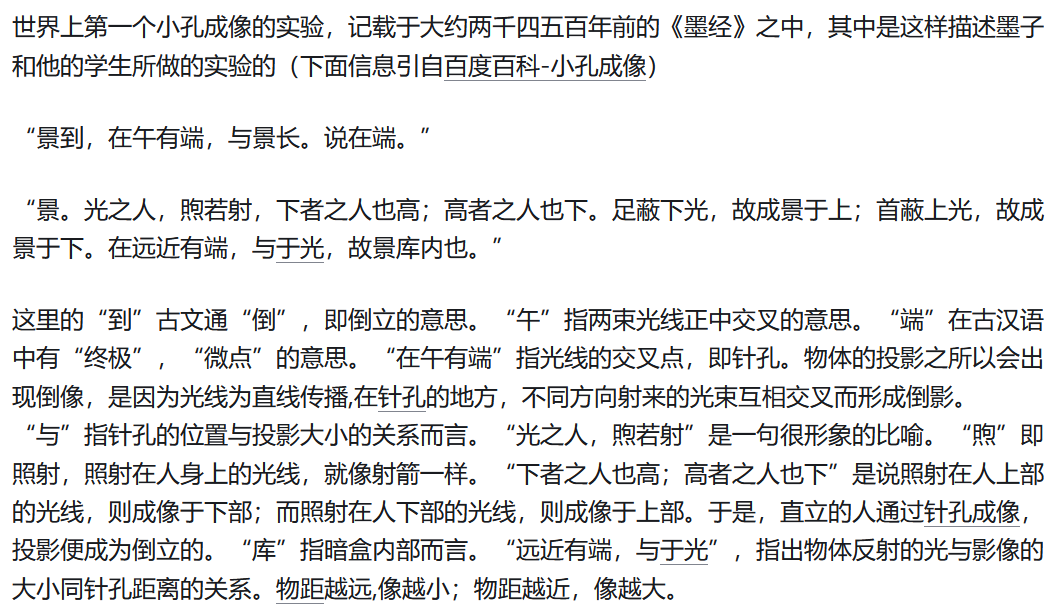 世界上第一个小孔成像的实验，记载于大约两千四五百年前的《墨经》之中，其中是这样描述墨子
和他的学生所做的实验的（下面信息引自百度百科-小孔成像）
“景到，在午有端，与景长。说在端。”
“景。光之人，煦若射，下者之人也高；高者之人也下。足蔽下光，故成景于上；首蔽上光，故成
景于下。在远近有端，与于光，故景库内也。”
这里的“到”古文通“倒”，即倒立的意思。“午”指两束光线正中交叉的意思。“端”在古汉语
中有“终极”，“微点”的意思。“在午有端”指光线的交叉点，即针孔。物体的投影之所以会出
现倒像，是因为光线为直线传播,在针孔的地方，不同方向射来的光束互相交叉而形成倒影。
“与”指针孔的位置与投影大小的关系而言。“光之人，煦若射”是一句很形象的比喻。“煦”即
照射，照射在人身上的光线，就像射箭一样。“下者之人也高；高者之人也下”是说照射在人上部
的光线，则成像于下部；而照射在人下部的光线，则成像于上部。于是，直立的人通过针孔成像，
投影便成为倒立的。“库”指暗盒内部而言。“远近有端，与于光”，指出物体反射的光与影像的
大小同针孔距离的关系。物距越远,像越小；物距越近，像越大。